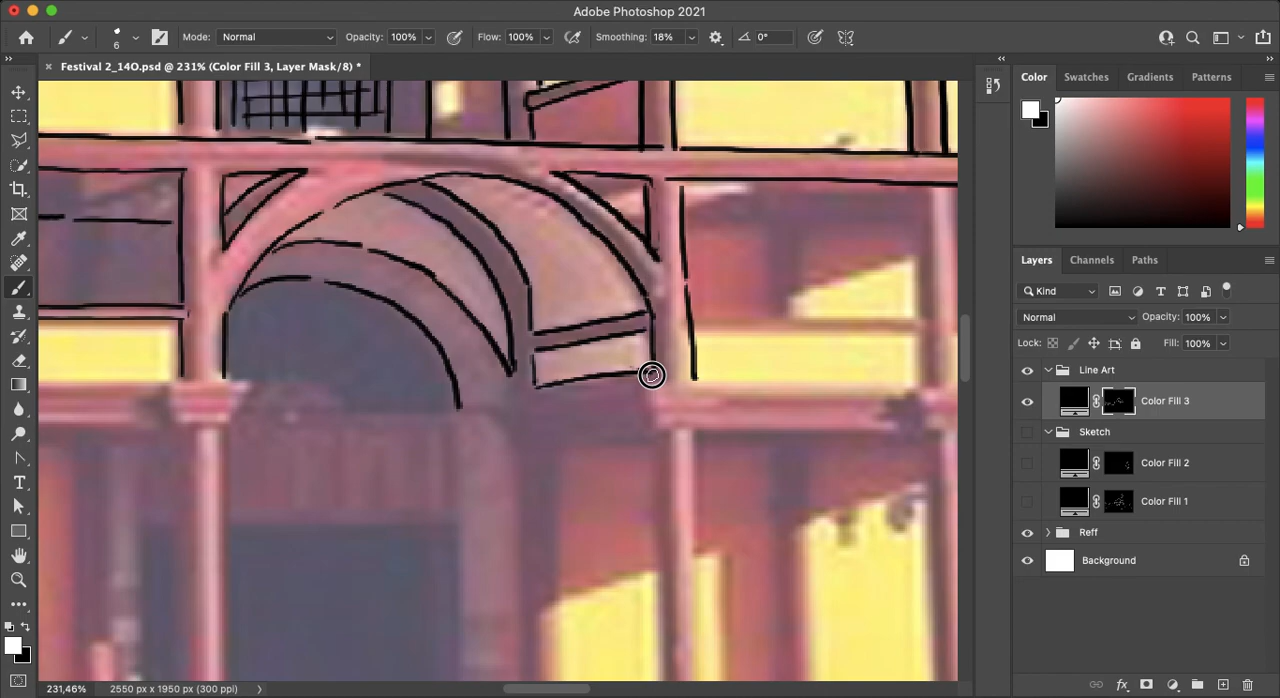 Adobe Photoshop 2021
6
Mode: Normal Opacity: 100% Flow: 100% Smoothing: 18% 0°
× Festival 2_14O.psd @ 231% (Color Fill 3, Layer Mask/8) *
Color Swatches Gradients Patterns
Layers Channels Paths
Kind
Normal Opacity: 100%
Lock: Fill: 100%
Line Art
Color Fill 3
Sketch
Color Fill 2
Color Fill 1
Reff
Background
231,46% 2550 px x 1950 px (300 ppi)